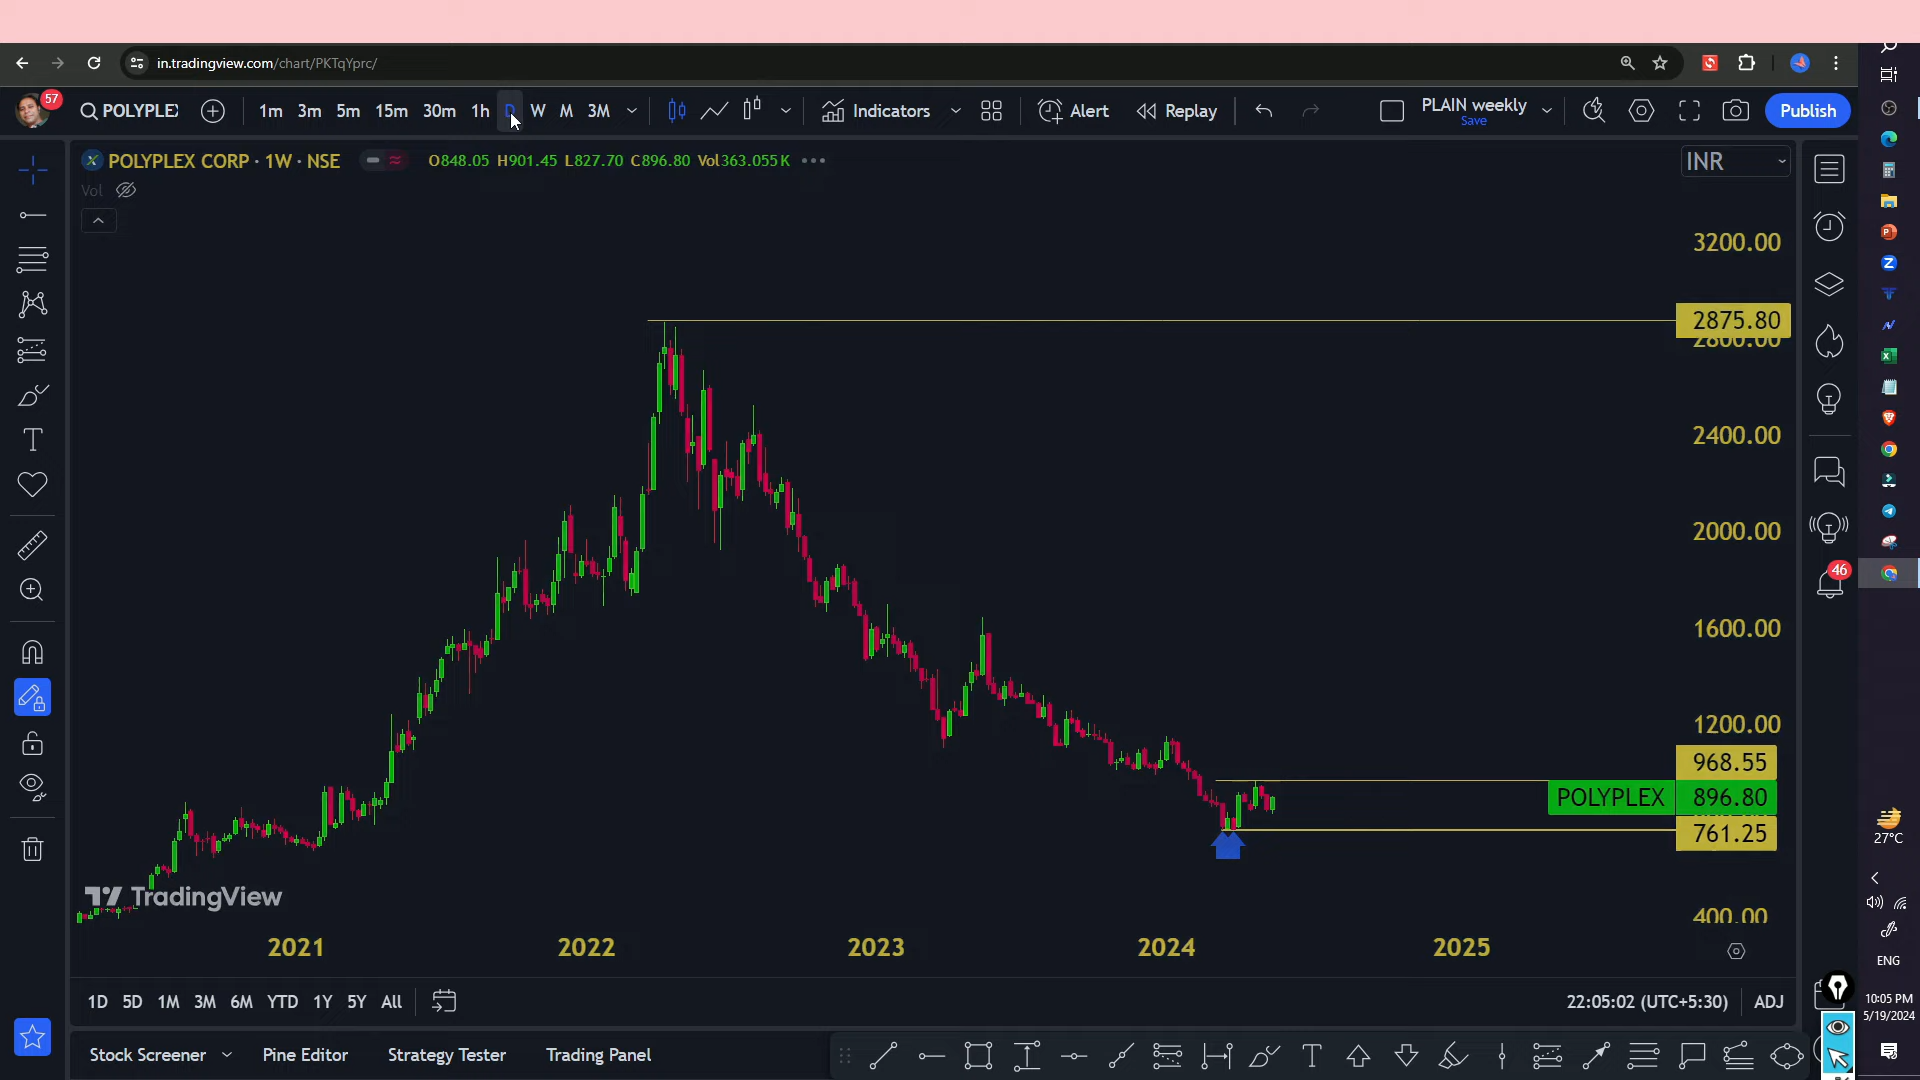 in.tradingview.com/chart/PKTqYprc/
57
POLYPLEX 1m 3m 5m 15m 30m 1h D W M 3M Indicators Alert Replay PLAIN weekly Save Publish
POLYPLEX CORP · 1W · NSE O848.05 H901.45 L827.70 C896.80 Vol363.055K
INR
Vol
3200.00
2875.80
2800.00
2400.00
2000.00
1600.00
46
1200.00
968.55
POLYPLEX 896.80
761.25
27°C
TradingView
400.00
2021 2022 2023 2024 2025
ENG
1D 5D 1M 3M 6M YTD 1Y 5Y All 22:05:02 (UTC+5:30) ADJ
10:05 PM
5/19/2024
Stock Screener Pine Editor Strategy Tester Trading Panel